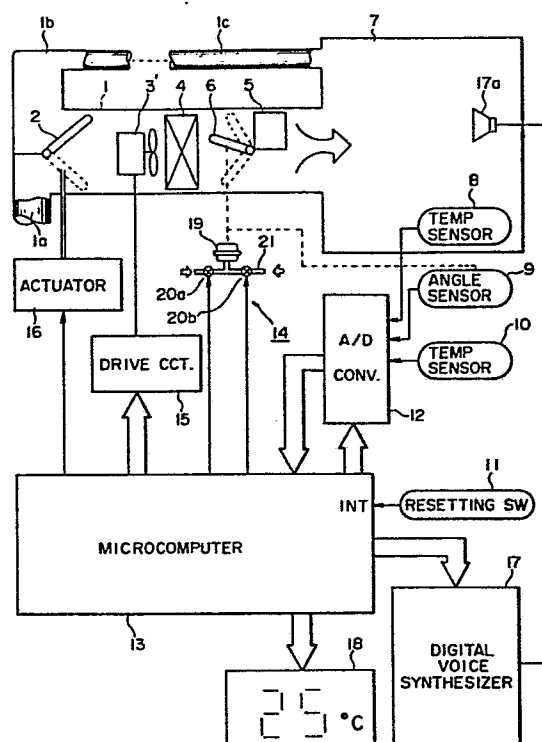 1b
1c
7
1
3'
4
6
5
2
17a
8
TEMP
SENSOR
1a
19
21
ACTUATOR
16
20a
20b
14
ANGLE
SENSOR
9
10
TEMP
SENSOR
A/D
CONV.
12
DRIVE CCT.
15
11
INT
RESETTING SW
MICROCOMPUTER
13
17
DIGITAL
VOICE
SYNTHESIZER
18
25 °C